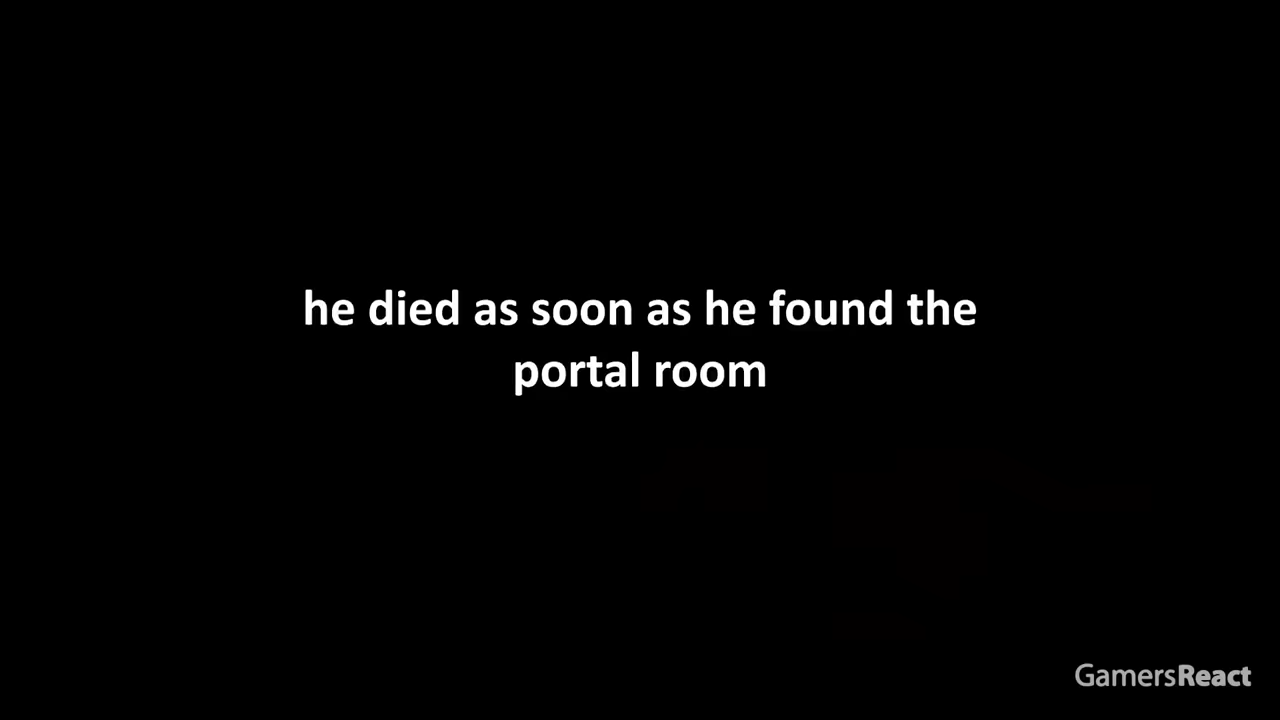 he died as soon as he found the
portal room
GamersReact